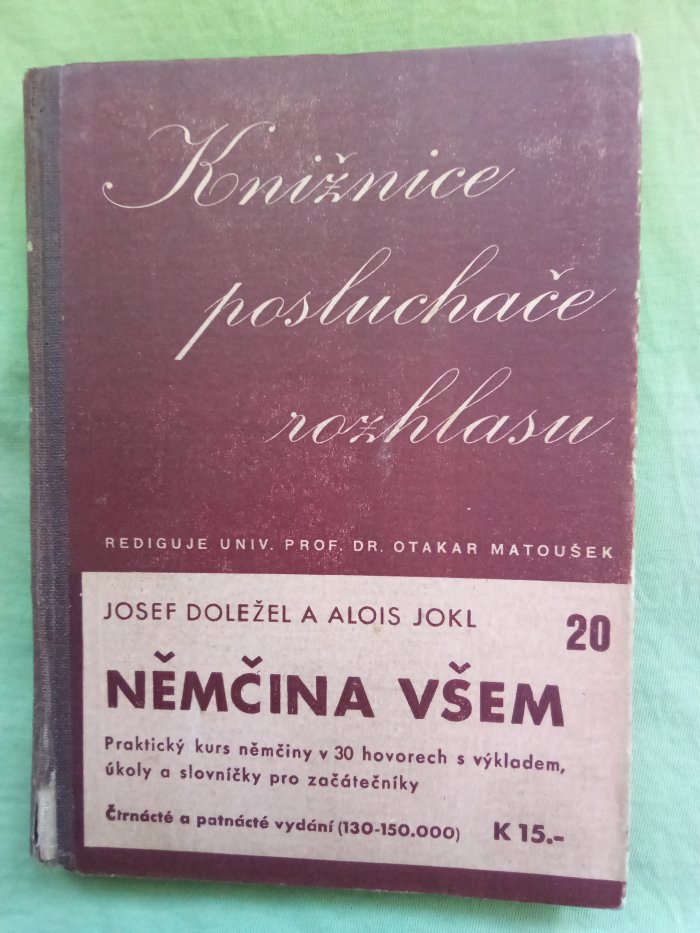 Knižnice
posluchače
rozhlasu
REDIGUJE UNIV. PROF. DR. OTAKAR MATOUŠEK
JOSEF DOLEŽEL A ALOIS JOKL
20
NĚMČINA VŠEM
Praktický kurs němčiny v 30 hovorech s výkladem,
úkoly a slovníčky pro začátečníky
Čtrnácté a patnácté vydání (130-150.000) K 15.-